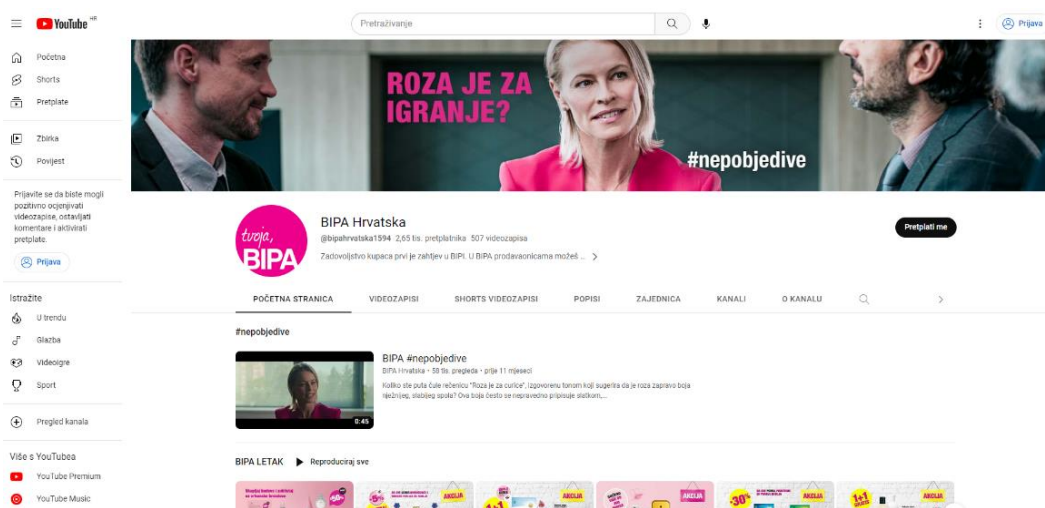 YouTube HR
Pretraživanje
Prijava
Početna
Shorts
Pretplate
Zbirka
Povijest
Prijavite se da biste mogli
pozitivno ocjenjivati
videozapise, ostavljati
komentare i aktivirati
pretplate.
Prijava
Istražite
U trendu
Glazba
Videoigre
Sport
Pregled kanala
Više s YouTubea
YouTube Premium
YouTube Music
ROZA JE ZA
IGRANJE?
#nepobjedive
tvoja,
BIPA
BIPA Hrvatska
@bipahrvatska1594 2,65 tis. pretplatnika 507 videozapisa
Zadovoljstvo kupaca prvi je zahtjev u BIPI. U BIPA prodavaonicama možeš ...
Pretplati me
POČETNA STRANICA VIDEOZAPISI SHORTS VIDEOZAPISI POPISI ZAJEDNICA KANALI O KANALU
#nepobjedive
BIPA #nepobjedive
BIPA Hrvatska • 50 tis. pregleda • prije 11 mjeseci
Koliko ste puta čule rečenicu "Roza je za curice", izgovorenu tonom koji sugerira da je roza zapravo boja
nježnijeg, slabijeg spola? Ova boja često se nepravedno pripisuje slatkom,...
0:45
BIPA LETAK Reproduciraj sve
AKCIJA
AKCIJA
AKCIJA
-30%
AKCIJA
1+1
AKCIJA